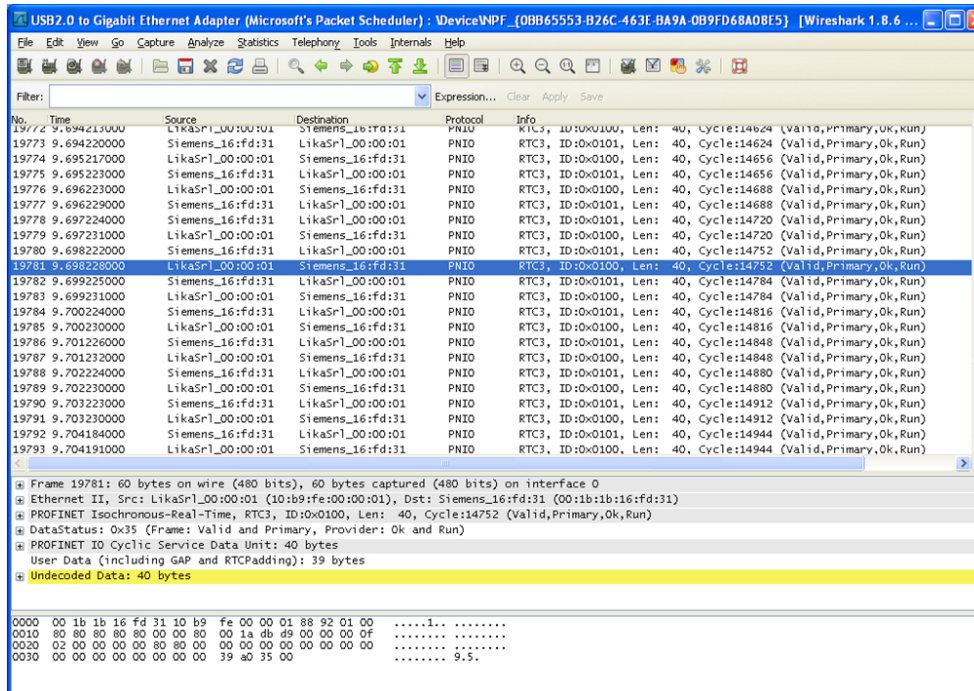 USB2.0 to Gigabit Ethernet Adapter (Microsoft's Packet Scheduler) : \Device\NPF_{0BB65553-B26C-463E-BA9A-0B9FD68A08E5} [Wireshark 1.8.6 ...
File Edit View Go Capture Analyze Statistics Telephony Tools Internals Help
Filter: Expression... Clear Apply Save
No. Time Source Destination Protocol Info
19772 9.694213000 LikaSrl_00:00:01 Siemens_16:fd:31 PNIO RTC3, ID:0x0100, Len: 40, Cycle:14624 (Valid,Primary,Ok,Run)
19773 9.694220000 Siemens_16:fd:31 LikaSrl_00:00:01 PNIO RTC3, ID:0x0101, Len: 40, Cycle:14624 (Valid,Primary,Ok,Run)
19774 9.695217000 LikaSrl_00:00:01 Siemens_16:fd:31 PNIO RTC3, ID:0x0100, Len: 40, Cycle:14656 (Valid,Primary,Ok,Run)
19775 9.695223000 Siemens_16:fd:31 LikaSrl_00:00:01 PNIO RTC3, ID:0x0101, Len: 40, Cycle:14656 (Valid,Primary,Ok,Run)
19776 9.696223000 LikaSrl_00:00:01 Siemens_16:fd:31 PNIO RTC3, ID:0x0100, Len: 40, Cycle:14688 (Valid,Primary,Ok,Run)
19777 9.696229000 Siemens_16:fd:31 LikaSrl_00:00:01 PNIO RTC3, ID:0x0101, Len: 40, Cycle:14688 (Valid,Primary,Ok,Run)
19778 9.697224000 Siemens_16:fd:31 LikaSrl_00:00:01 PNIO RTC3, ID:0x0101, Len: 40, Cycle:14720 (Valid,Primary,Ok,Run)
19779 9.697231000 LikaSrl_00:00:01 Siemens_16:fd:31 PNIO RTC3, ID:0x0100, Len: 40, Cycle:14720 (Valid,Primary,Ok,Run)
19780 9.698222000 Siemens_16:fd:31 LikaSrl_00:00:01 PNIO RTC3, ID:0x0101, Len: 40, Cycle:14752 (Valid,Primary,Ok,Run)
19781 9.698228000 LikaSrl_00:00:01 Siemens_16:fd:31 PNIO RTC3, ID:0x0100, Len: 40, Cycle:14752 (Valid,Primary,Ok,Run)
19782 9.699225000 Siemens_16:fd:31 LikaSrl_00:00:01 PNIO RTC3, ID:0x0101, Len: 40, Cycle:14784 (Valid,Primary,Ok,Run)
19783 9.699231000 LikaSrl_00:00:01 Siemens_16:fd:31 PNIO RTC3, ID:0x0100, Len: 40, Cycle:14784 (Valid,Primary,Ok,Run)
19784 9.700224000 Siemens_16:fd:31 LikaSrl_00:00:01 PNIO RTC3, ID:0x0101, Len: 40, Cycle:14816 (Valid,Primary,Ok,Run)
19785 9.700230000 LikaSrl_00:00:01 Siemens_16:fd:31 PNIO RTC3, ID:0x0100, Len: 40, Cycle:14816 (Valid,Primary,Ok,Run)
19786 9.701226000 Siemens_16:fd:31 LikaSrl_00:00:01 PNIO RTC3, ID:0x0101, Len: 40, Cycle:14848 (Valid,Primary,Ok,Run)
19787 9.701232000 LikaSrl_00:00:01 Siemens_16:fd:31 PNIO RTC3, ID:0x0100, Len: 40, Cycle:14848 (Valid,Primary,Ok,Run)
19788 9.702224000 Siemens_16:fd:31 LikaSrl_00:00:01 PNIO RTC3, ID:0x0101, Len: 40, Cycle:14880 (Valid,Primary,Ok,Run)
19789 9.702230000 LikaSrl_00:00:01 Siemens_16:fd:31 PNIO RTC3, ID:0x0100, Len: 40, Cycle:14880 (Valid,Primary,Ok,Run)
19790 9.703223000 Siemens_16:fd:31 LikaSrl_00:00:01 PNIO RTC3, ID:0x0101, Len: 40, Cycle:14912 (Valid,Primary,Ok,Run)
19791 9.703230000 LikaSrl_00:00:01 Siemens_16:fd:31 PNIO RTC3, ID:0x0100, Len: 40, Cycle:14912 (Valid,Primary,Ok,Run)
19792 9.704184000 Siemens_16:fd:31 LikaSrl_00:00:01 PNIO RTC3, ID:0x0101, Len: 40, Cycle:14944 (Valid,Primary,Ok,Run)
19793 9.704191000 LikaSrl_00:00:01 Siemens_16:fd:31 PNIO RTC3, ID:0x0100, Len: 40, Cycle:14944 (Valid,Primary,Ok,Run)
Frame 19781: 60 bytes on wire (480 bits), 60 bytes captured (480 bits) on interface 0
Ethernet II, Src: LikaSrl_00:00:01 (10:b9:fe:00:00:01), Dst: Siemens_16:fd:31 (00:1b:1b:16:fd:31)
PROFINET Isochronous-Real-Time, RTC3, ID:0x0100, Len: 40, Cycle:14752 (Valid,Primary,Ok,Run)
DataStatus: 0x35 (Frame: Valid and Primary, Provider: Ok and Run)
PROFINET IO Cyclic Service Data Unit: 40 bytes
User Data (including GAP and RTCPadding): 39 bytes
Undecoded Data: 40 bytes
0000 00 1b 1b 16 fd 31 10 b9 fe 00 00 01 88 92 01 00 .....1.. ........
0010 80 80 80 80 80 00 00 80 00 1a db d9 00 00 00 0f ........ ........
0020 02 00 00 00 00 80 80 00 00 00 00 00 00 00 00 00 ........ ........
0030 00 00 00 00 00 00 00 00 39 a0 35 00 ........ 9.5.